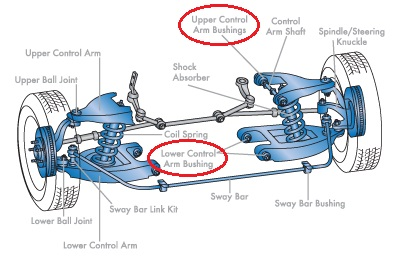 Upper Control
Arm Bushings
Control
Arm Shaft
Spindle/Steering
Knuckle
Upper Control Arm
Shock
Absorber
Upper Ball Joint
Coil Spring
Lower Control
Arm Bushing
Sway Bar
Sway Bar Bushing
Sway Bar Link Kit
Lower Ball Joint
Lower Control Arm